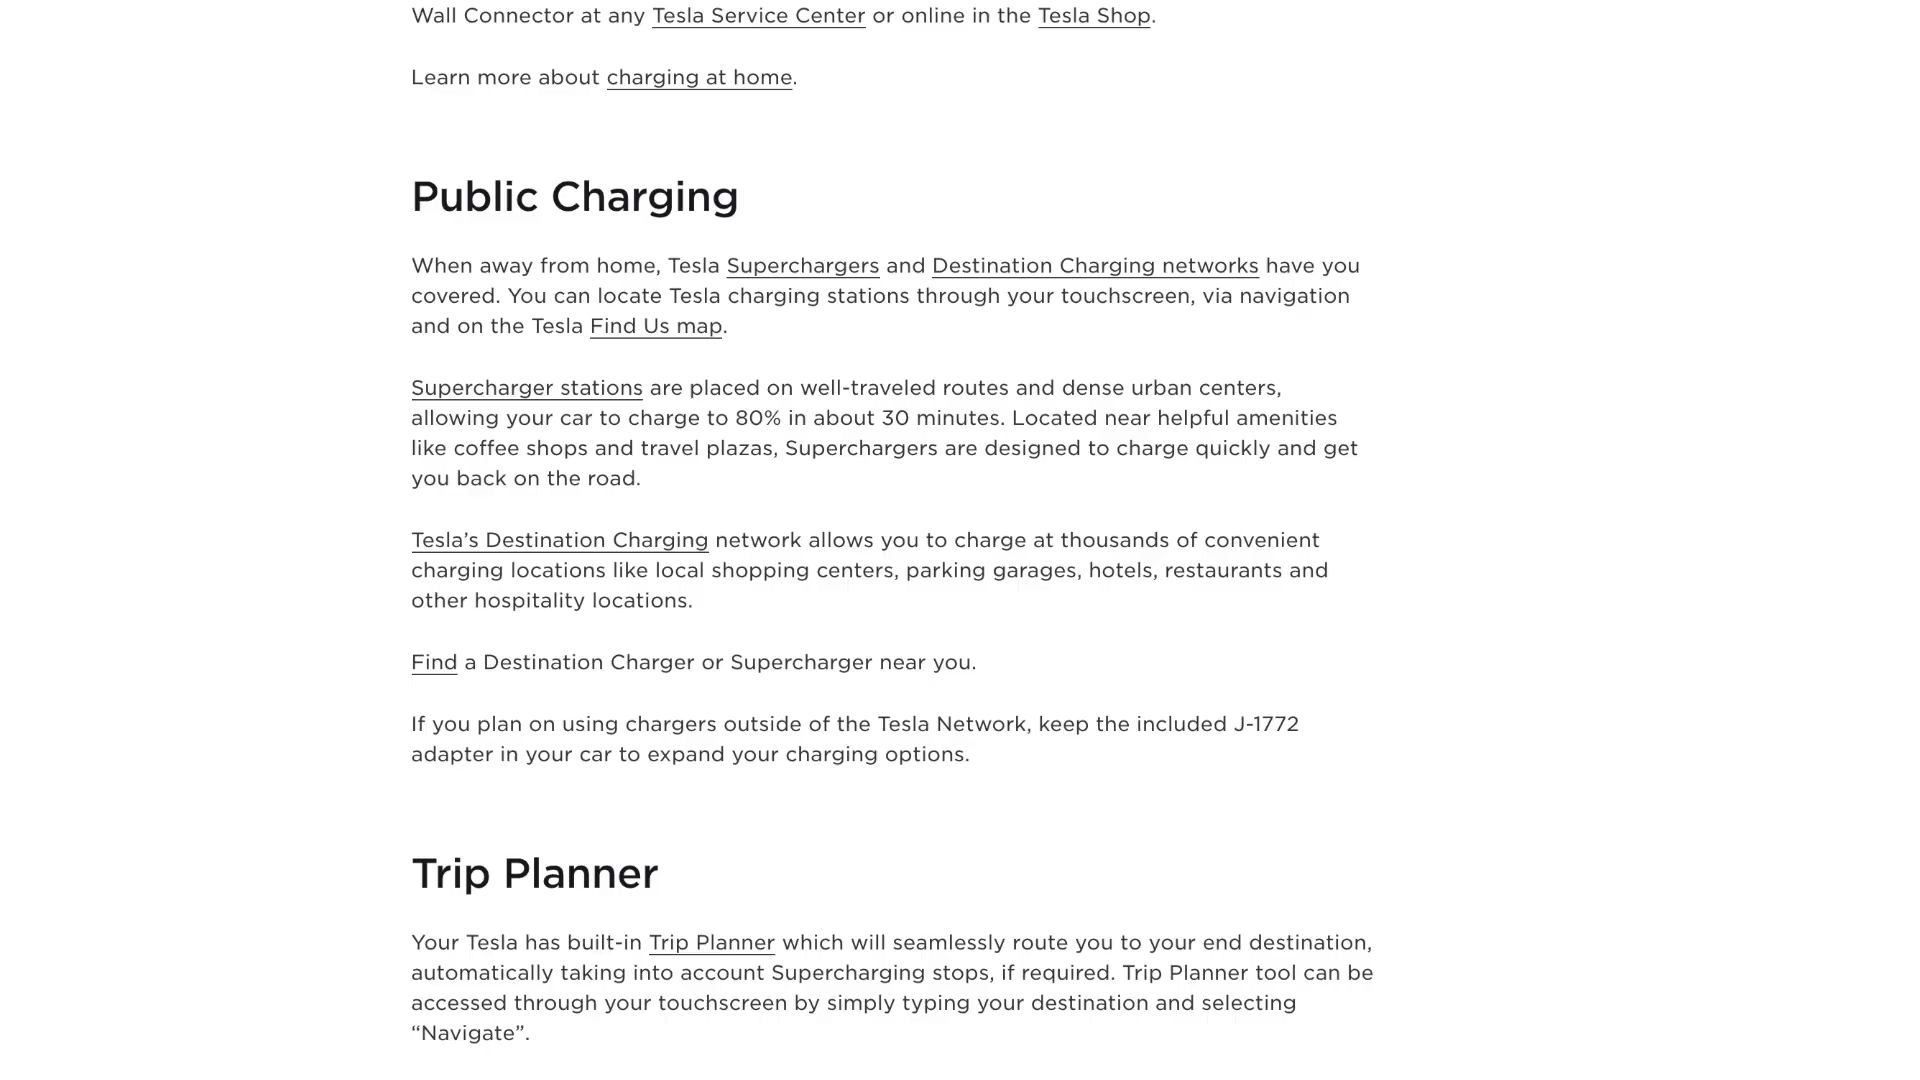 Wall Connector at any Tesla Service Center or online in the Tesla Shop.
Learn more about charging at home.
Public Charging
When away from home, Tesla Superchargers and Destination Charging networks have you
covered. You can locate Tesla charging stations through your touchscreen, via navigation
and on the Tesla Find Us map.
Supercharger stations are placed on well-traveled routes and dense urban centers,
allowing your car to charge to 80% in about 30 minutes. Located near helpful amenities
like coffee shops and travel plazas, Superchargers are designed to charge quickly and get
you back on the road.
Tesla’s Destination Charging network allows you to charge at thousands of convenient
charging locations like local shopping centers, parking garages, hotels, restaurants and
other hospitality locations.
Find a Destination Charger or Supercharger near you.
If you plan on using chargers outside of the Tesla Network, keep the included J-1772
adapter in your car to expand your charging options.
Trip Planner
Your Tesla has built-in Trip Planner which will seamlessly route you to your end destination,
automatically taking into account Supercharging stops, if required. Trip Planner tool can be
accessed through your touchscreen by simply typing your destination and selecting
“Navigate”.